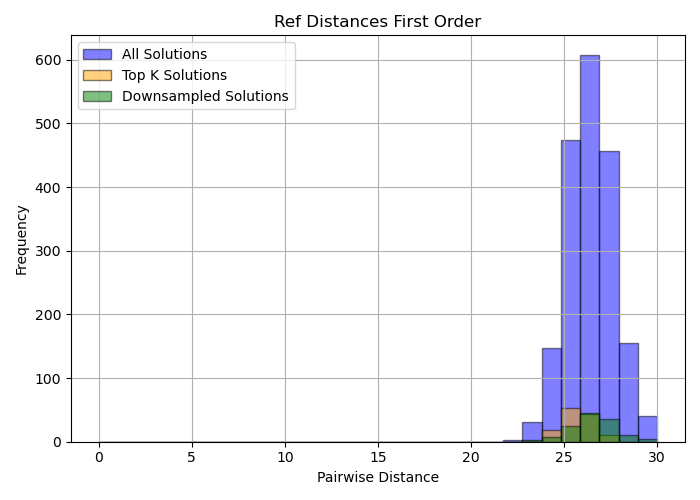 Ref Distances First Order
All Solutions
Top K Solutions
Downsampled Solutions
600
500
400
300
200
100
0
Frequency
0 5 10 15 20 25 30
Pairwise Distance